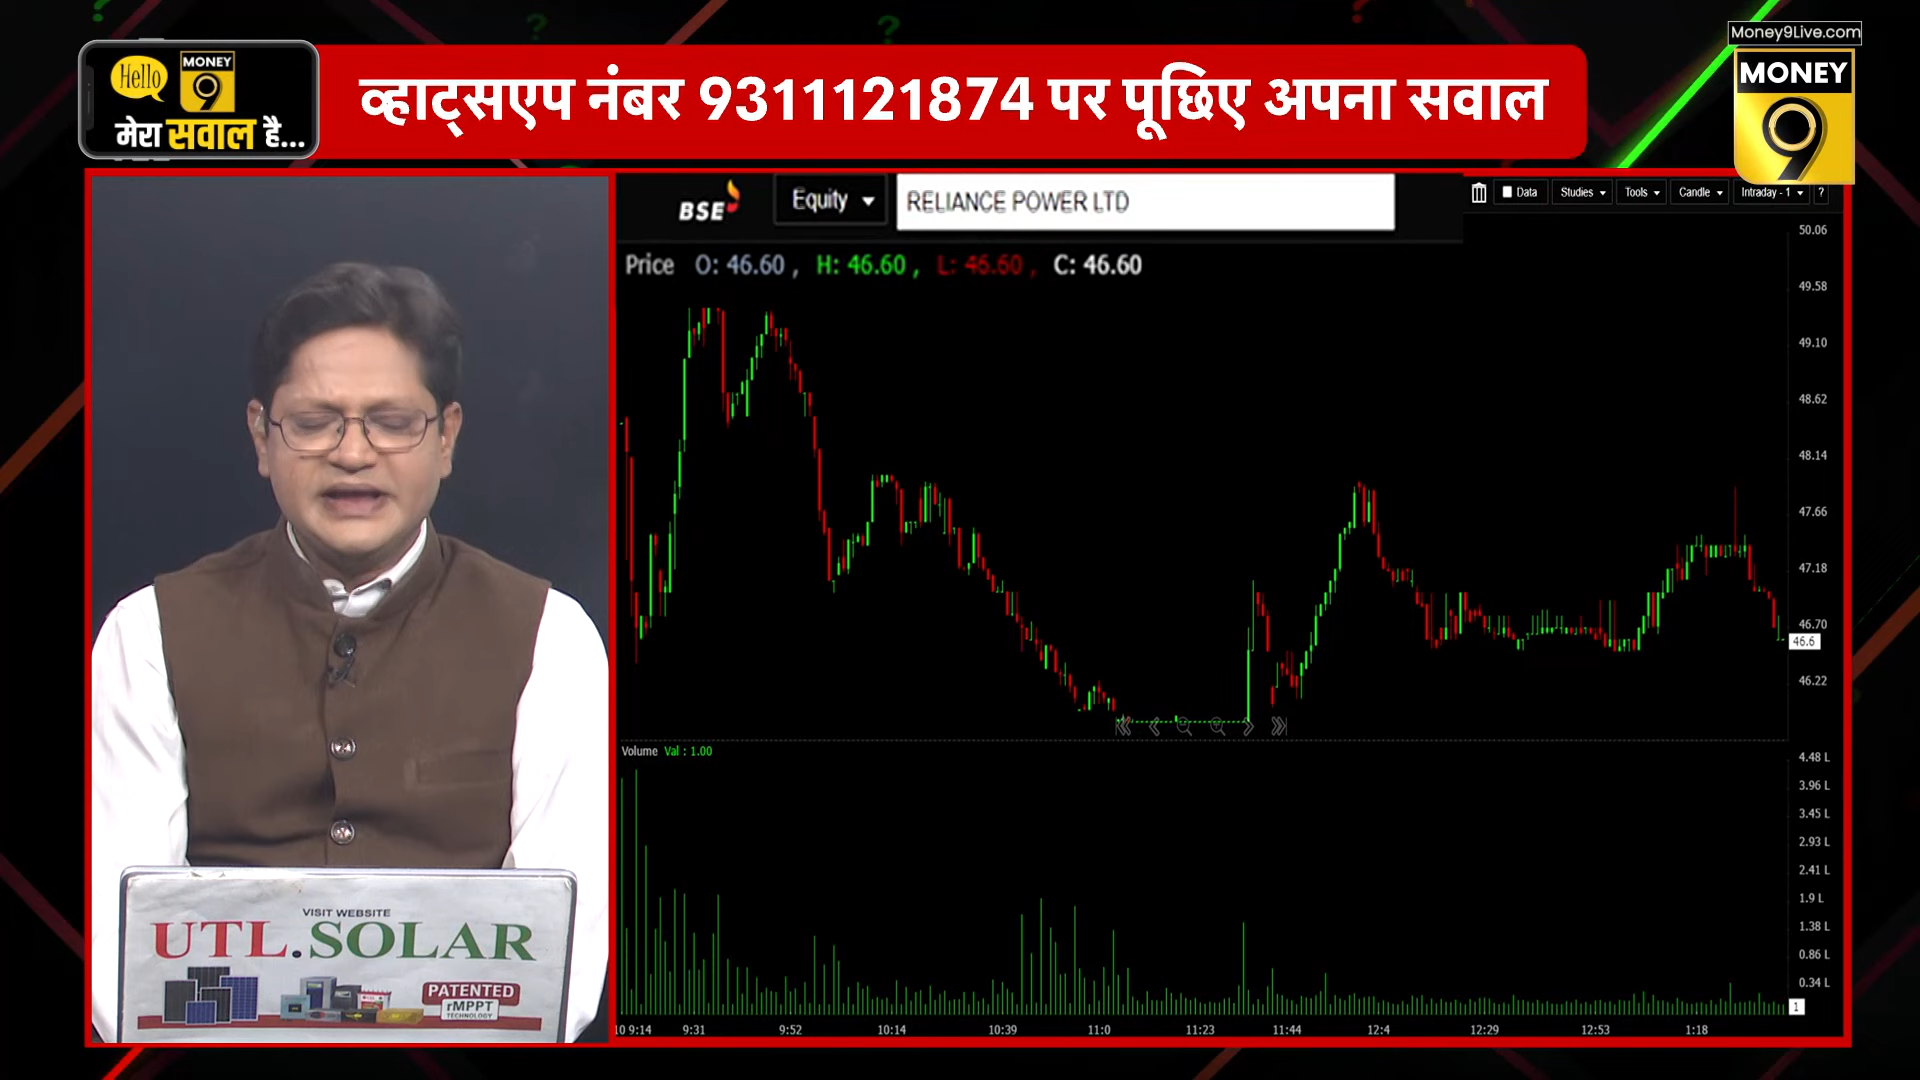 Money9Live.com
MONEY
9
Hello
MONEY
9
मेरा सवाल है...
व्हाट्सएप नंबर 9311121874 पर पूछिए अपना सवाल
BSE
Equity
RELIANCE POWER LTD
Data
Studies
Tools
Candle
Intraday - 1
?
Price O: 46.60 , H: 46.60 , L: 46.60 , C: 46.60
50.06
49.58
49.10
48.62
48.14
47.66
47.18
46.70
46.6
46.22
Volume Val : 1.00
4.48 L
3.96 L
3.45 L
2.93 L
2.41 L
1.9 L
1.38 L
0.86 L
0.34 L
1
10 9:14 9:31 9:52 10:14 10:39 11:0 11:23 11:44 12:4 12:29 12:53 1:18
VISIT WEBSITE
UTL.SOLAR
PATENTED
rMPPT
TECHNOLOGY